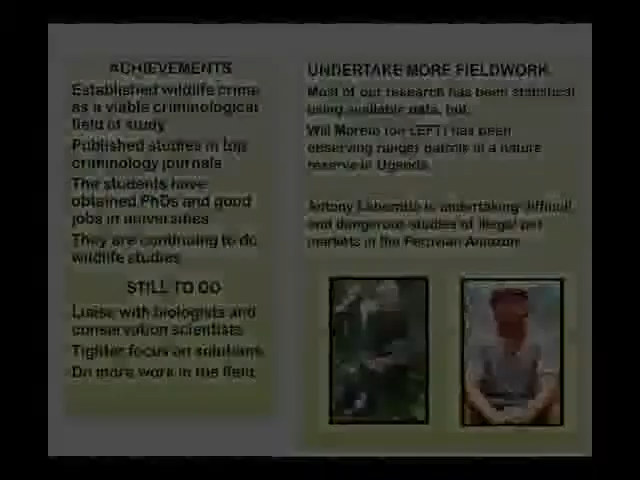 ACHIEVEMENTS
Established wildlife crime
as a viable criminological
field of study
Published studies in top
criminology journals
The students have
obtained PhDs and good
jobs in universities
They are continuing to do
wildlife studies
STILL TO GO
Liaise with biologists and
conservation scientists
Tighter focus on solutions
Do more work in the field
UNDERTAKE MORE FIELDWORK
Most of our research has been statistical
using available data, but
Will Moreto (on LEFT) has been
observing ranger patrols in a nature
reserve in Uganda
Antony is undertaking difficult
and dangerous studies of illegal pet
markets in the Peruvian Amazon